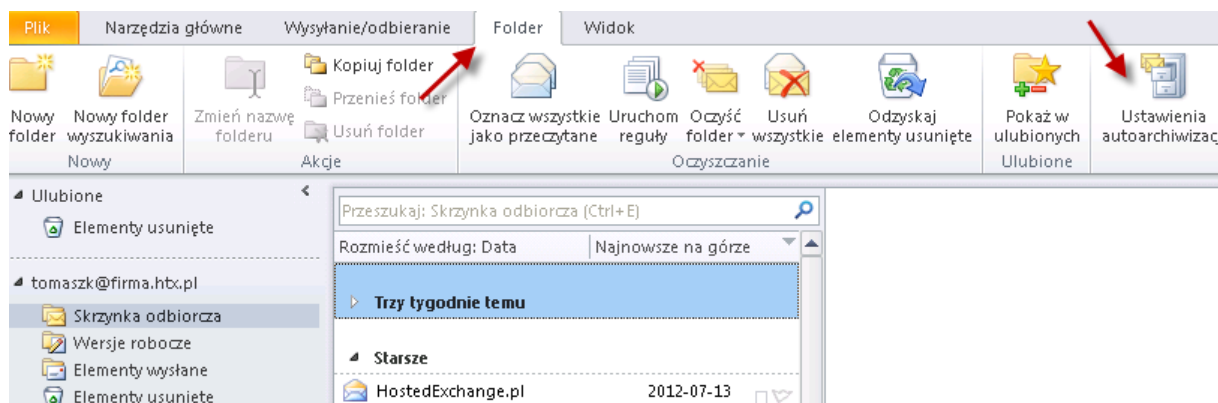 Plik Narzędzia główne Wysyłanie/odbieranie Folder Widok
Nowy folder
Nowy folder wyszukiwania
Zmień nazwę folderu
Kopiuj folder
Przenieś folder
Usuń folder
Oznacz wszystkie jako przeczytane
Uruchom reguły
Oczyść folder
Usuń wszystkie
Odzyskaj elementy usunięte
Pokaż w ulubionych
Ustawienia autoarchiwizac
Nowy Akcje Oczyszczanie Ulubione
Ulubione
Elementy usunięte
tomaszk@firma.htx.pl
Skrzynka odbiorcza
Wersje robocze
Elementy wysłane
Elementy usunięte
Przeszukaj: Skrzynka odbiorcza (Ctrl+E)
Rozmieść według: Data Najnowsze na górze
Trzy tygodnie temu
Starsze
HostedExchange.pl 2012-07-13